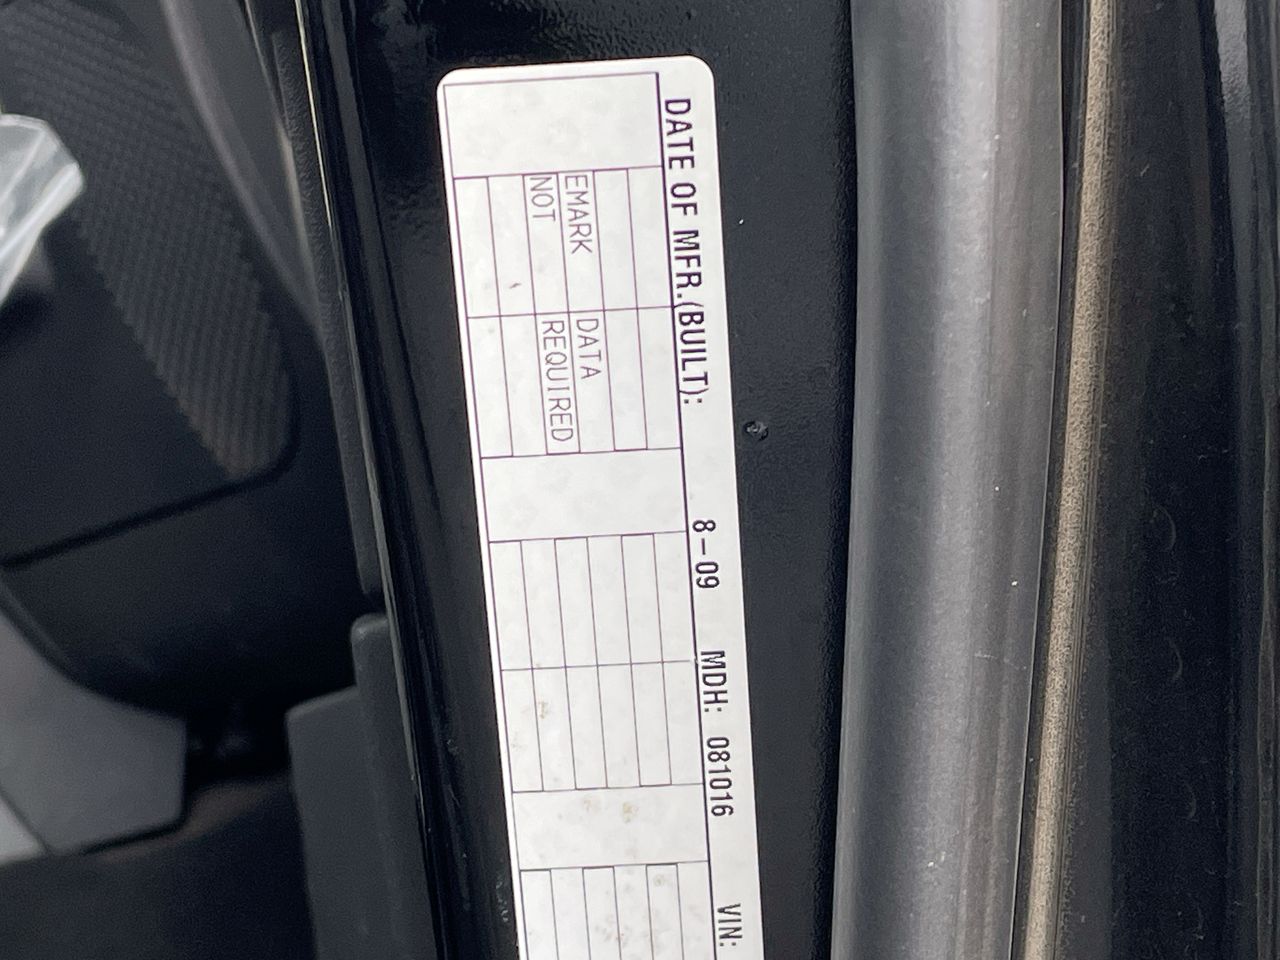 DATE OF MFR.(BUILT): 8-09 MDH: 081016 VIN:
EMARK DATA
NOT REQUIRED